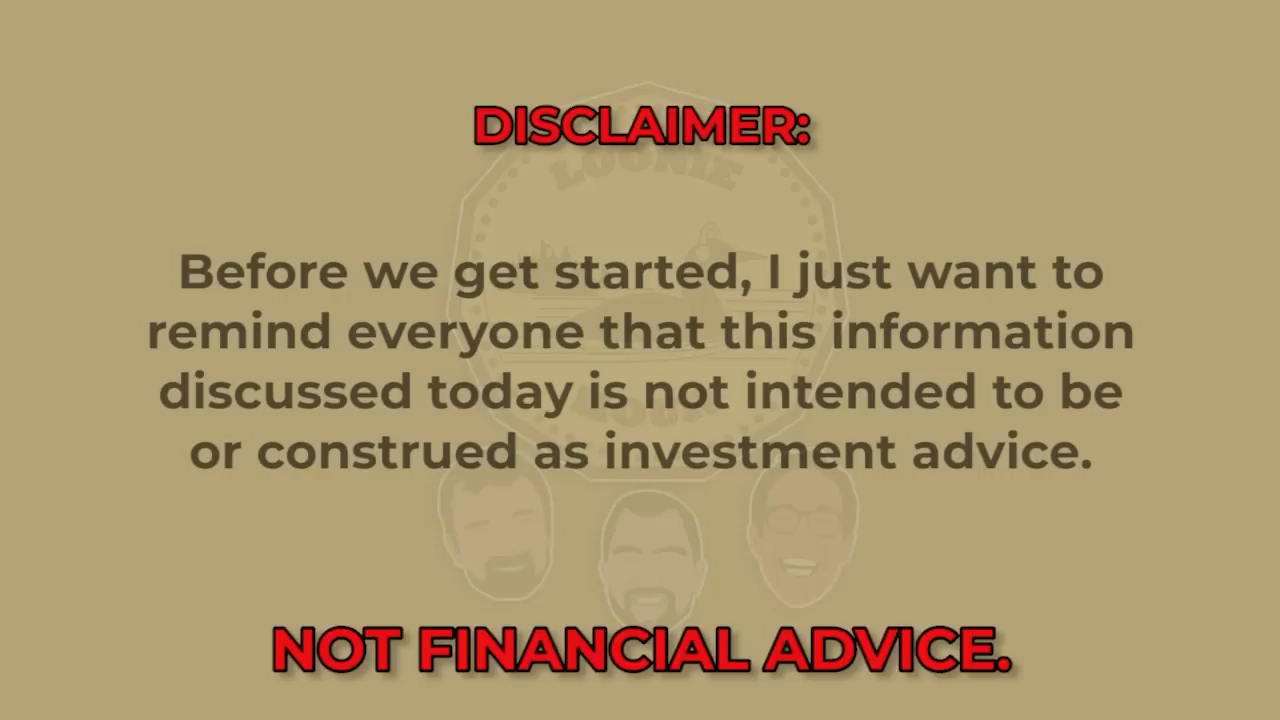 DISCLAIMER:
LOONIE
Before we get started, I just want to
remind everyone that this information
discussed today is not intended to be
or construed as investment advice.
NOT FINANCIAL ADVICE.